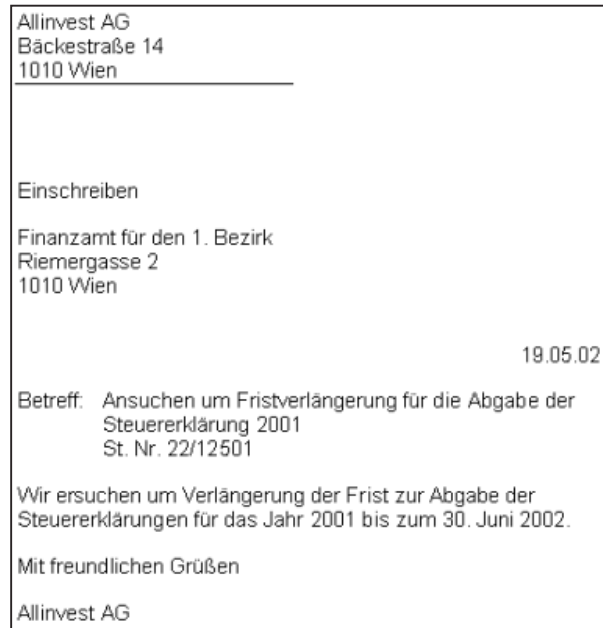 Allinvest AG
Bäckestraße 14
1010 Wien
Einschreiben
Finanzamt für den 1. Bezirk
Riemergasse 2
1010 Wien
19.05.02
Betreff: Ansuchen um Fristverlängerung für die Abgabe der
Steuererklärung 2001
St. Nr. 22/12501
Wir ersuchen um Verlängerung der Frist zur Abgabe der
Steuererklärungen für das Jahr 2001 bis zum 30. Juni 2002.
Mit freundlichen Grüßen
Allinvest AG